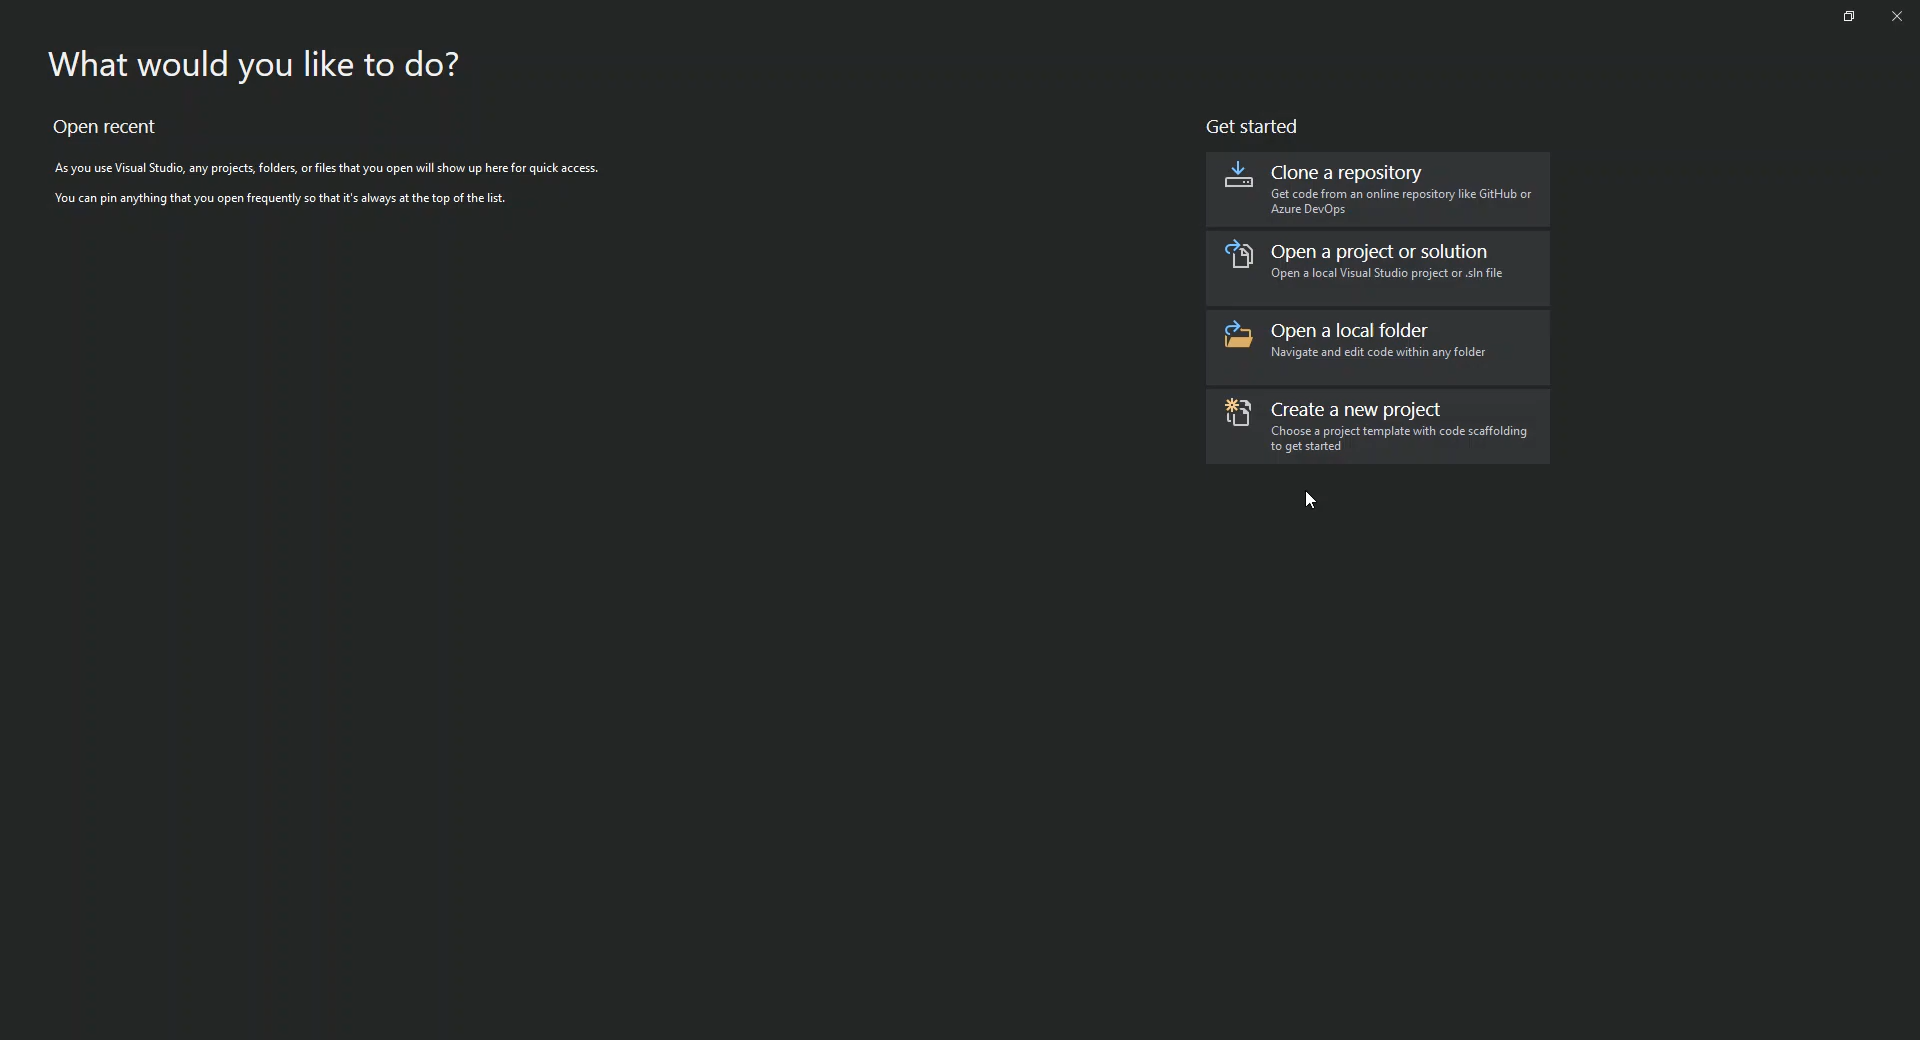 What would you like to do?
Open recent
As you use Visual Studio, any projects, folders, or files that you open will show up here for quick access.
You can pin anything that you open frequently so that it's always at the top of the list.
Get started
Clone a repository
Get code from an online repository like GitHub or
Azure DevOps
Open a project or solution
Open a local Visual Studio project or .sln file
Open a local folder
Navigate and edit code within any folder
Create a new project
Choose a project template with code scaffolding
to get started